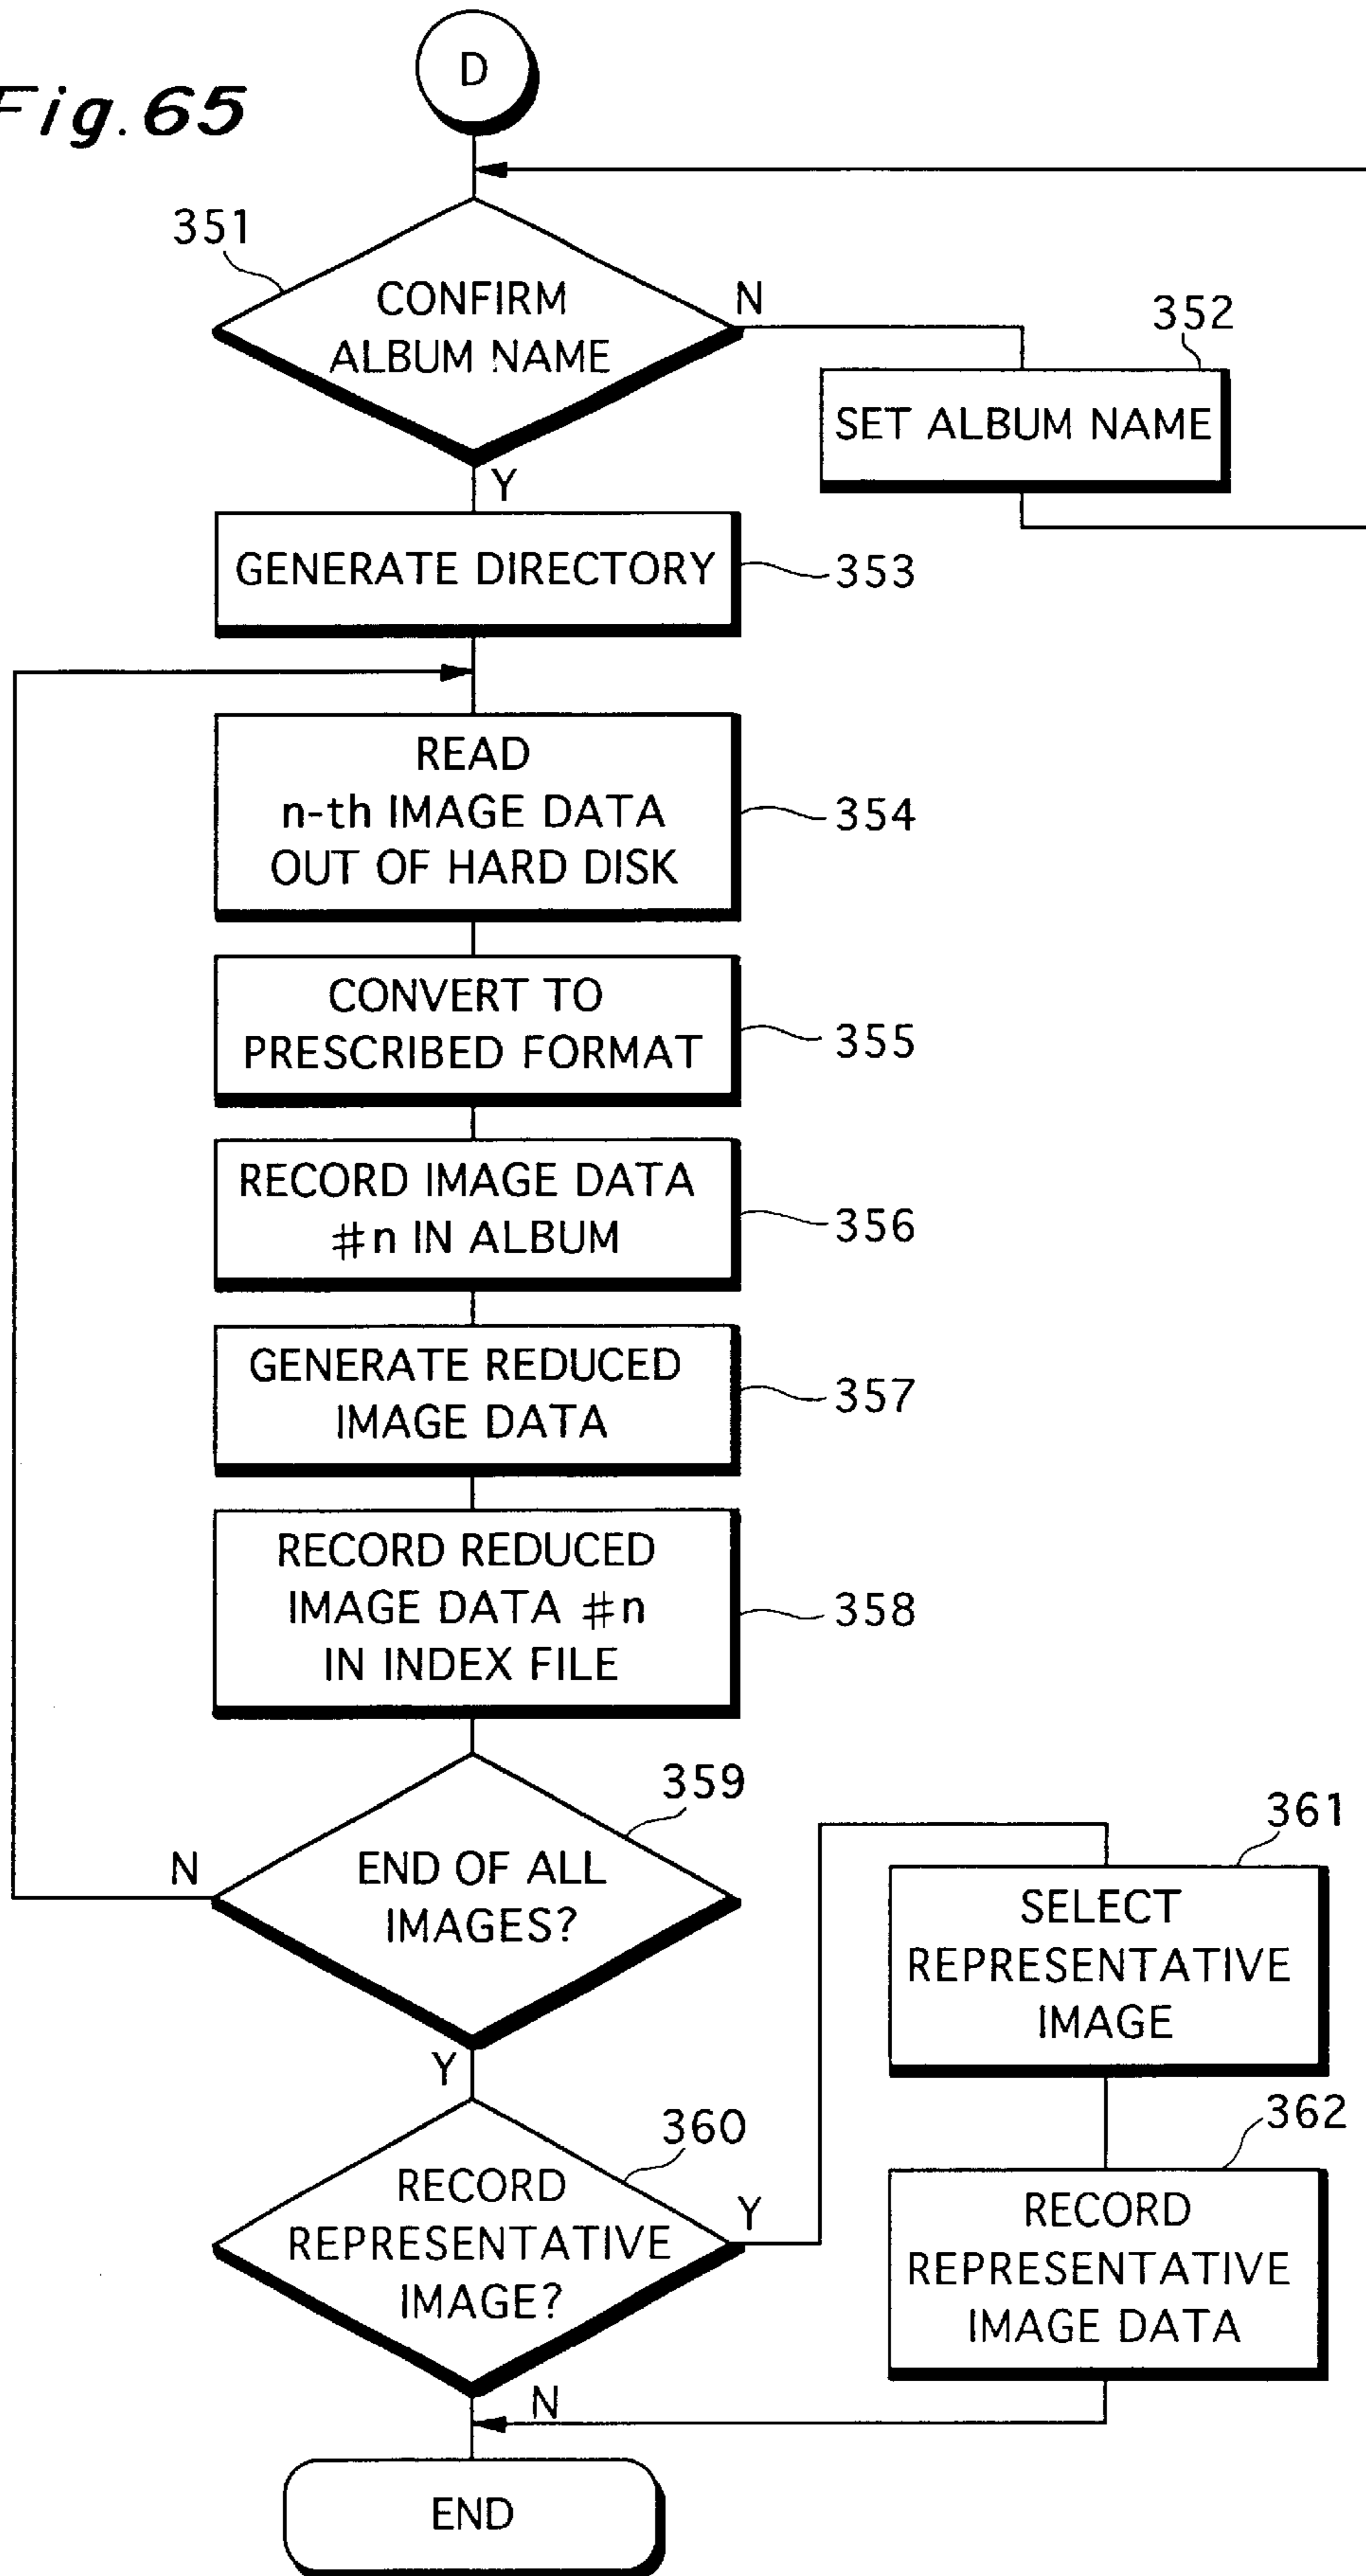 D
Fig.65
351
CONFIRM
ALBUM NAME
N
352
SET ALBUM NAME
Y
GENERATE DIRECTORY
353
READ
n-th IMAGE DATA
OUT OF HARD DISK
354
CONVERT TO
PRESCRIBED FORMAT
355
RECORD IMAGE DATA
#n IN ALBUM
356
GENERATE REDUCED
IMAGE DATA
357
RECORD REDUCED
IMAGE DATA #n
IN INDEX FILE
358
359
END OF ALL
IMAGES?
N
Y
360
RECORD
REPRESENTATIVE
IMAGE?
Y
361
SELECT
REPRESENTATIVE
IMAGE
362
RECORD
REPRESENTATIVE
IMAGE DATA
N
END